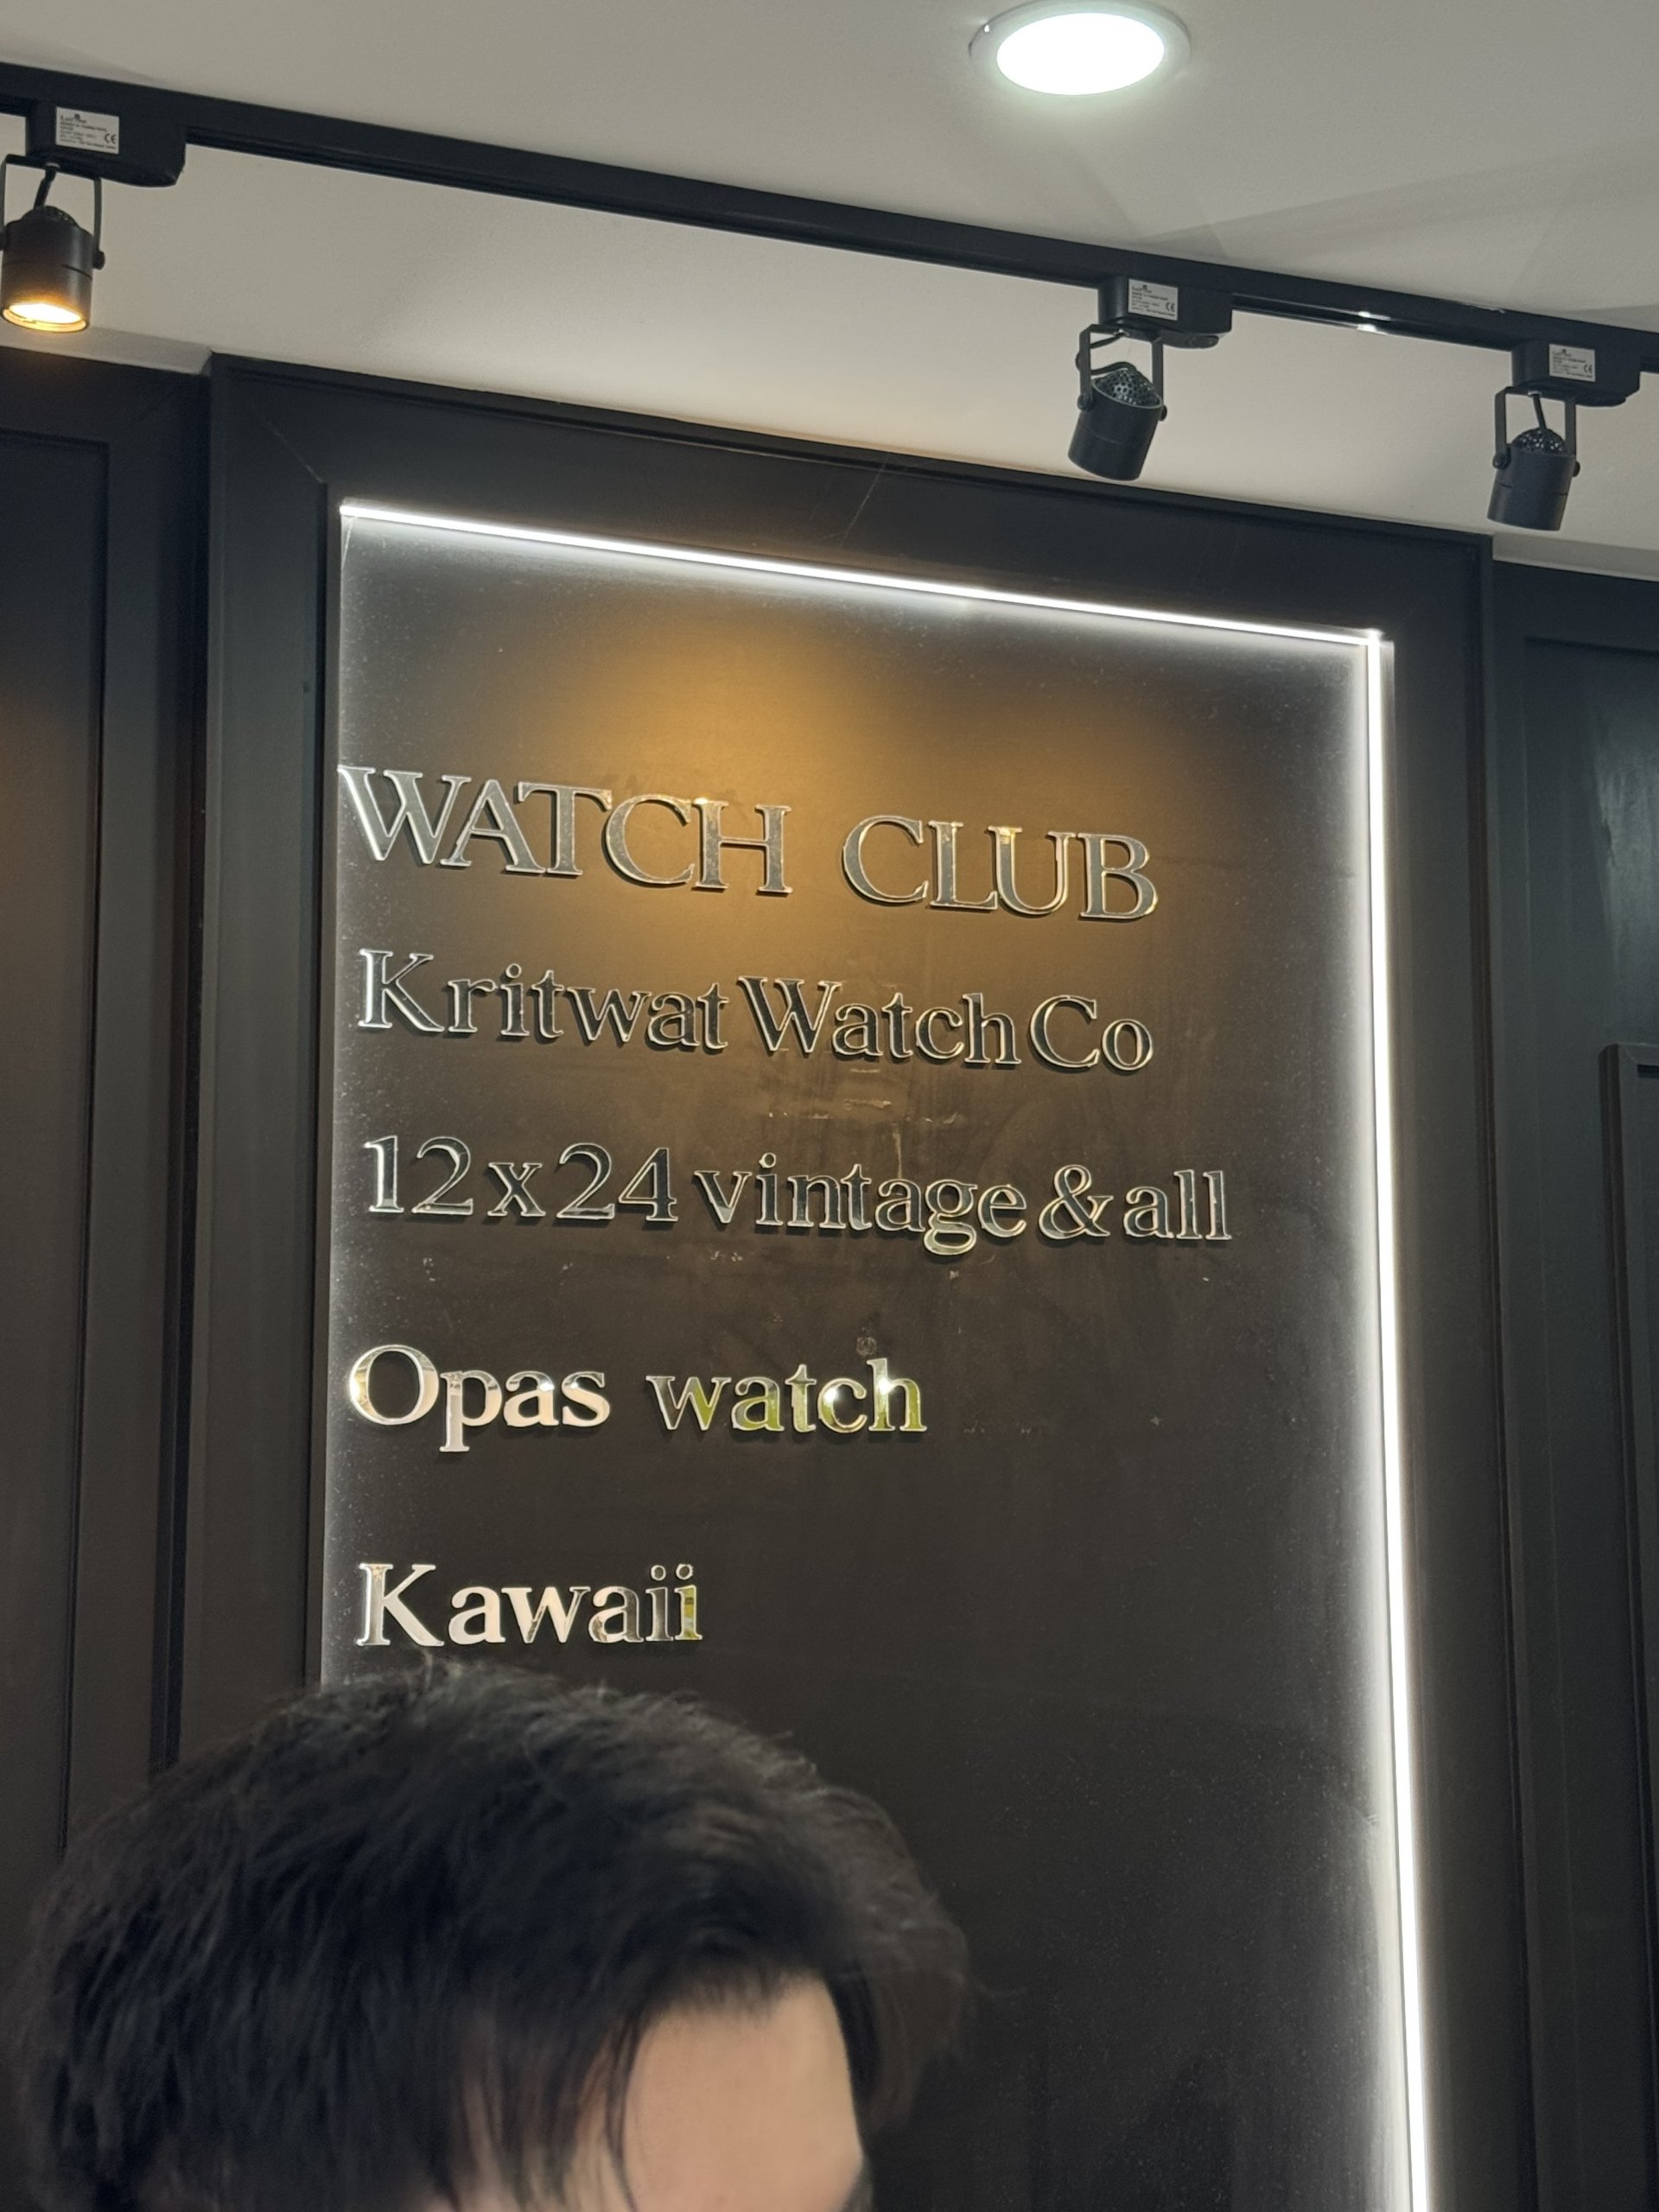 WATCH CLUB
Kritwat Watch Co
12x24 vintage & all
Opas watch
Kawaii